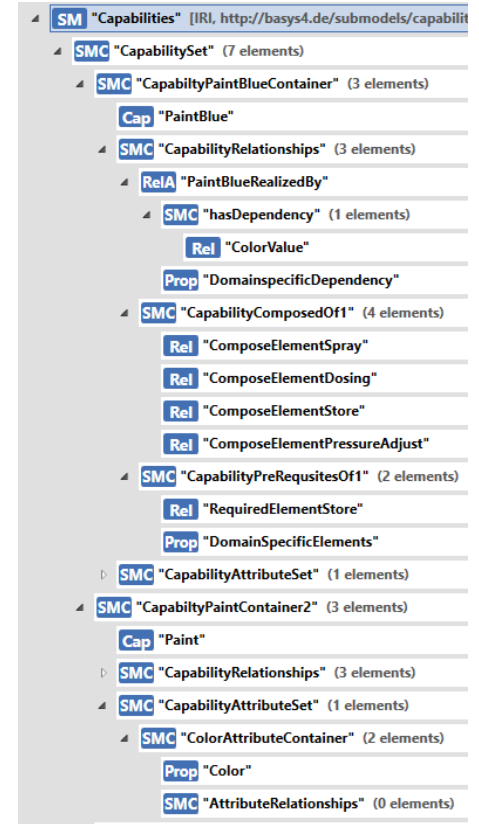 SM "Capabilities" [IRI, http://basys4.de/submodels/capabilit
SMC "CapabilitySet" (7 elements)
SMC "CapabiltyPaintBlueContainer" (3 elements)
Cap "PaintBlue"
SMC "CapabilityRelationships" (3 elements)
RelA "PaintBlueRealizedBy"
SMC "hasDependency" (1 elements)
Rel "ColorValue"
Prop "DomainspecificDependency"
SMC "CapabilityComposedOf1" (4 elements)
Rel "ComposeElementSpray"
Rel "ComposeElementDosing"
Rel "ComposeElementStore"
Rel "ComposeElementPressureAdjust"
SMC "CapabilityPreRequsitesOf1" (2 elements)
Rel "RequiredElementStore"
Prop "DomainSpecificElements"
SMC "CapabilityAttributeSet" (1 elements)
SMC "CapabiltyPaintContainer2" (3 elements)
Cap "Paint"
SMC "CapabilityRelationships" (3 elements)
SMC "CapabilityAttributeSet" (1 elements)
SMC "ColorAttributeContainer" (2 elements)
Prop "Color"
SMC "AttributeRelationships" (0 elements)